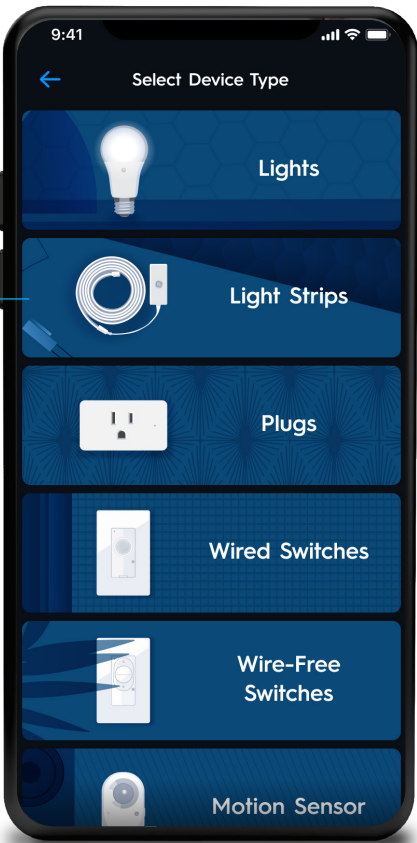 9:41
Select Device Type
Lights
Light Strips
Plugs
Wired Switches
Wire-Free
Switches
Motion Sensor